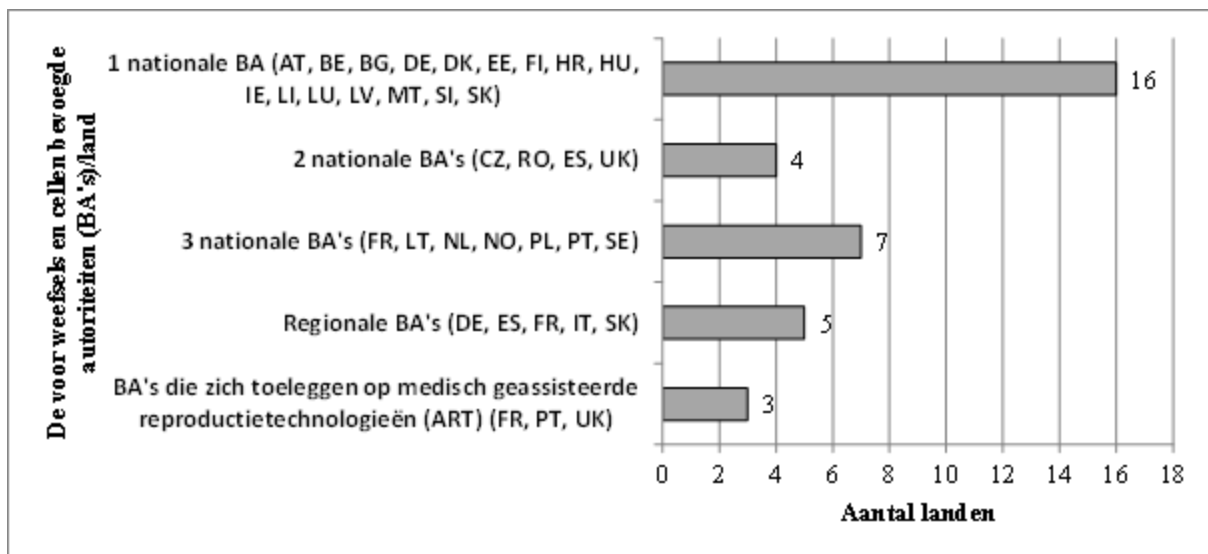 De voor weefsels en cellen bevoegde
autoriteiten (BA's)/land
1 nationale BA (AT, BE, BG, DE, DK, EE, FI, HR, HU,
IE, LI, LU, LV, MT, SI, SK)
16
2 nationale BA's (CZ, RO, ES, UK)
4
3 nationale BA's (FR, LT, NL, NO, PL, PT, SE)
7
Regionale BA's (DE, ES, FR, IT, SK)
5
BA's die zich toeleggen op medisch geassisteerde
reproductietechnologieën (ART) (FR, PT, UK)
3
0 2 4 6 8 10 12 14 16 18
Aantal landen